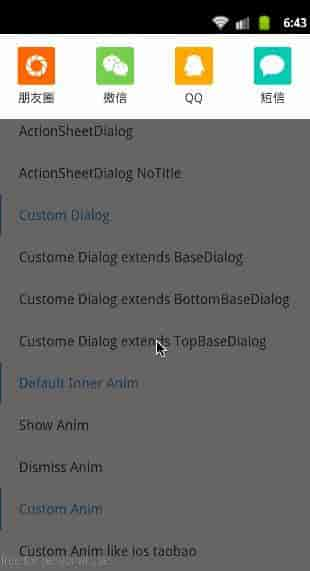 6:43
朋友圈 微信 QQ 短信
ActionSheetDialog
ActionSheetDialog NoTitle
Custom Dialog
Custome Dialog extends BaseDialog
Custome Dialog extends BottomBaseDialog
Custome Dialog extends TopBaseDialog
Default Inner Anim
Show Anim
Dismiss Anim
Custom Anim
Custom Anim like ios taobao